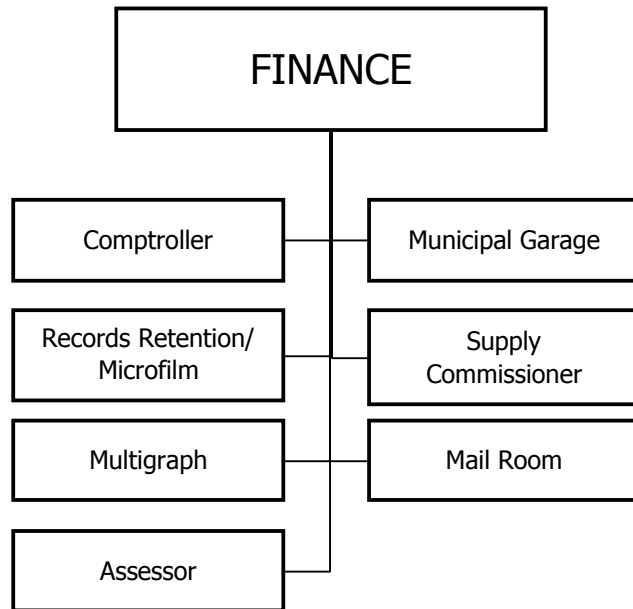 FINANCE
Comptroller
Municipal Garage
Records Retention/
Microfilm
Supply
Commissioner
Multigraph
Mail Room
Assessor